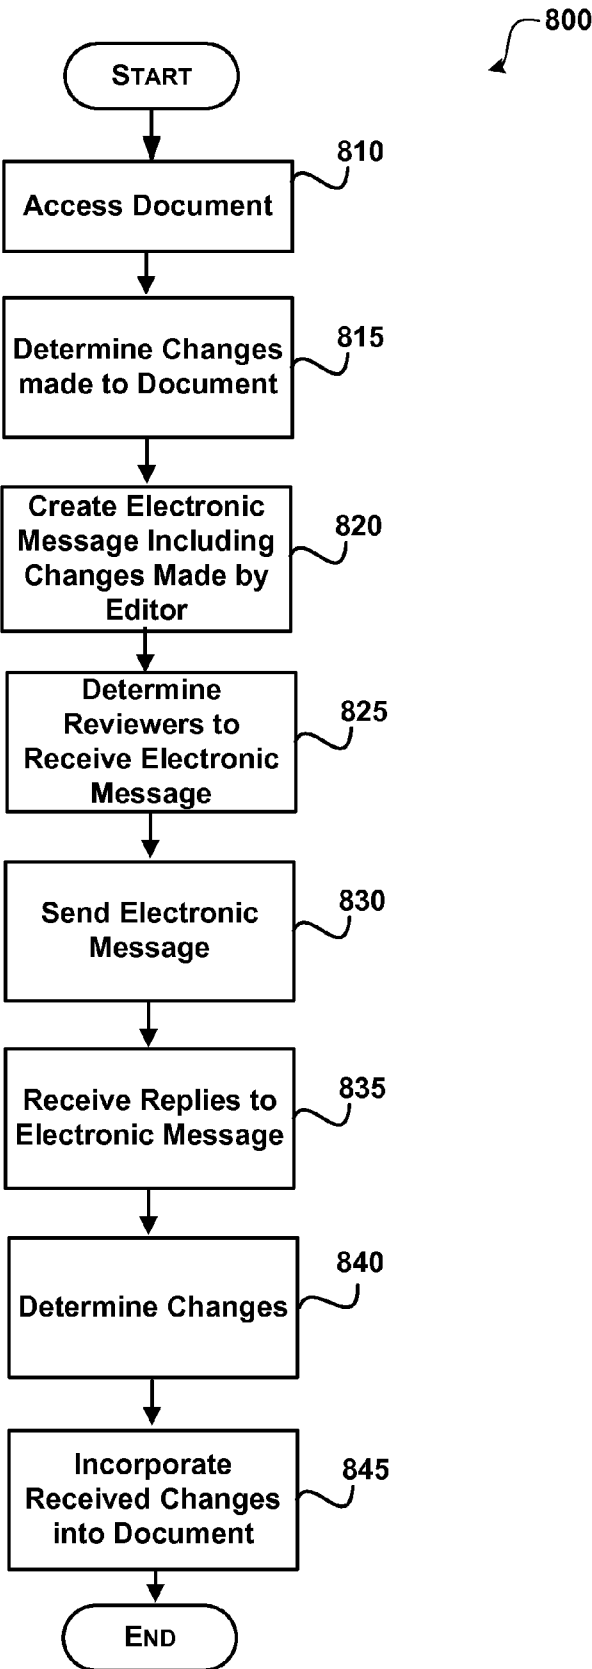 800
START
810
Access Document
815
Determine Changes
made to Document
Create Electronic
Message Including
Changes Made by
Editor
820
Determine
Reviewers to
Receive Electronic
Message
825
830
Send Electronic
Message
835
Receive Replies to
Electronic Message
840
Determine Changes
Incorporate
Received Changes
into Document
845
END